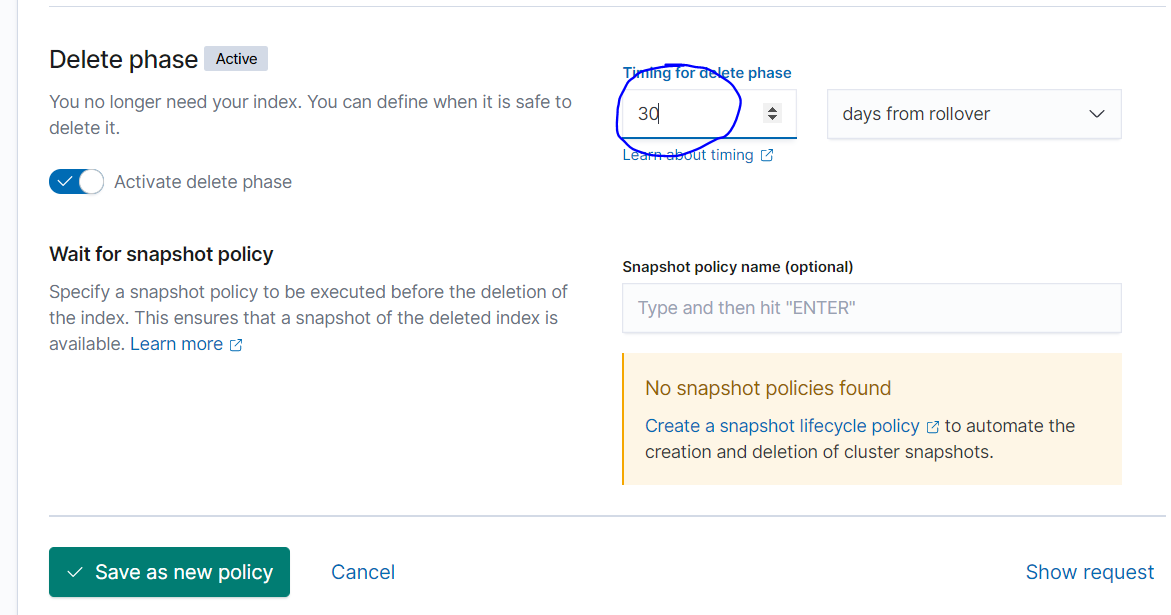 Delete phase Active
You no longer need your index. You can define when it is safe to
delete it.
Activate delete phase
Timing for delete phase
30
days from rollover
Learn about timing
Wait for snapshot policy
Specify a snapshot policy to be executed before the deletion of
the index. This ensures that a snapshot of the deleted index is
available. Learn more
Snapshot policy name (optional)
Type and then hit "ENTER"
No snapshot policies found
Create a snapshot lifecycle policy to automate the
creation and deletion of cluster snapshots.
Save as new policy
Cancel
Show request